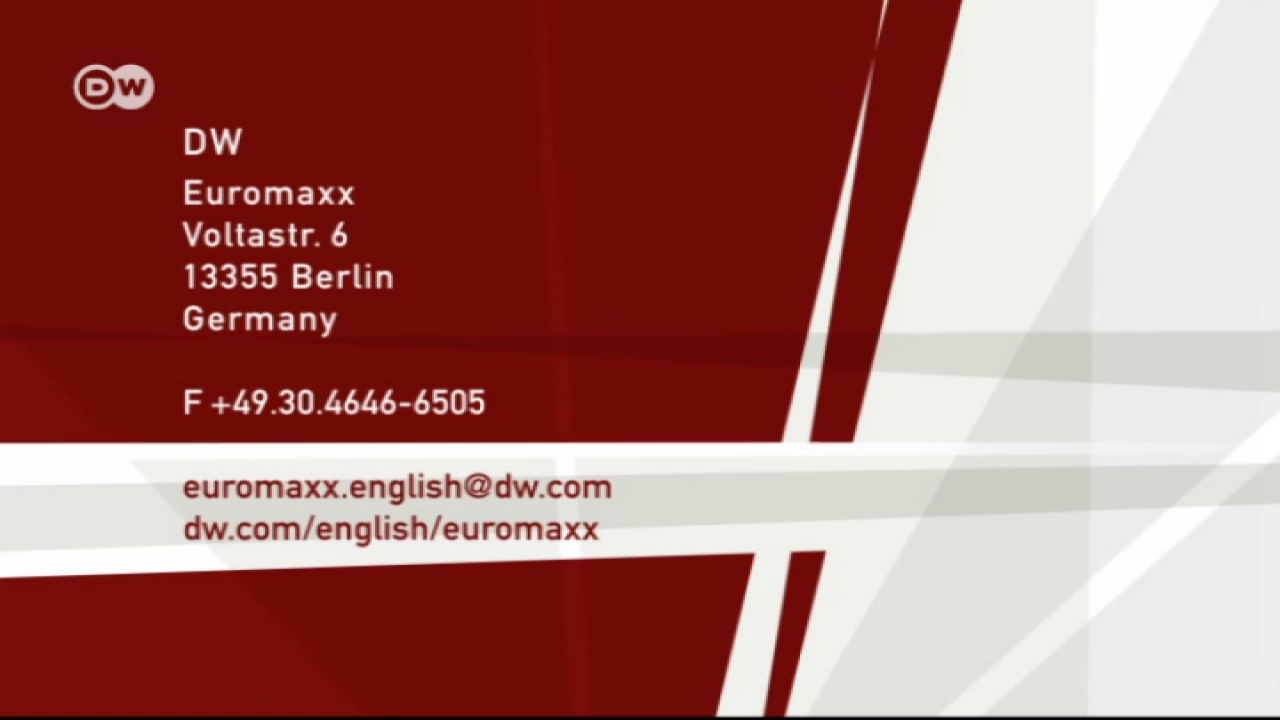 DW
DW
Euromaxx
Voltastr. 6
13355 Berlin
Germany
F +49.30.4646-6505
euromaxx.english@dw.com
dw.com/english/euromaxx